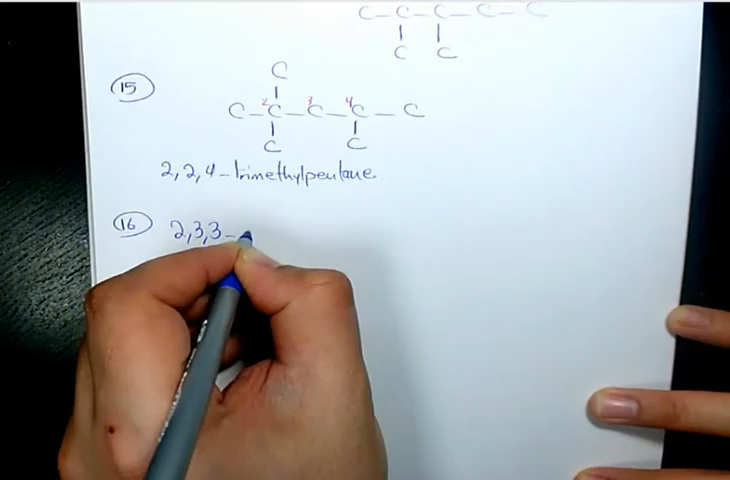 C-C-C-C-C
C C
15
C
C-C-C-C-C
2 3 4
C C
2,2,4-trimethylpentane
16 2,3,3-